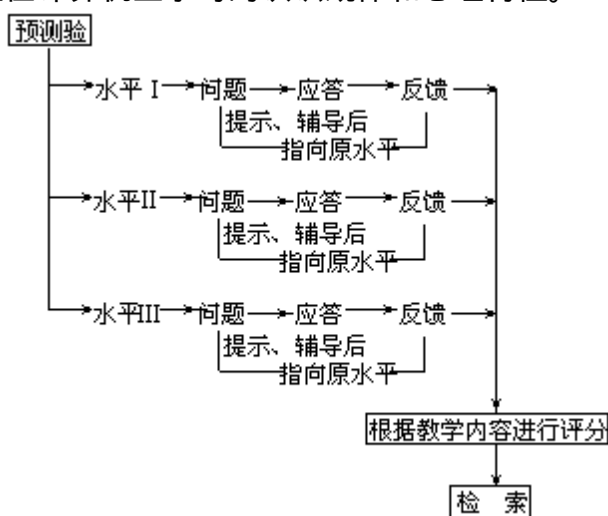 预测验
水平 I 问题 应答 反馈
提示、辅导后
指向原水平
水平II 问题 应答 反馈
提示、辅导后
指向原水平
水平III 问题 应答 反馈
提示、辅导后
指向原水平
根据教学内容进行评分
检 索